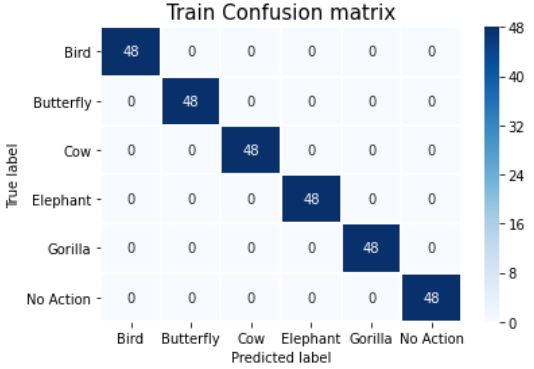 Train Confusion matrix
Bird 48 0 0 0 0 0
Butterfly 0 48 0 0 0 0
Cow 0 0 48 0 0 0
Elephant 0 0 0 48 0 0
Gorilla 0 0 0 0 48 0
No Action 0 0 0 0 0 48
Bird Butterfly Cow Elephant Gorilla No Action
Predicted label
True label
48
40
32
24
16
8
0